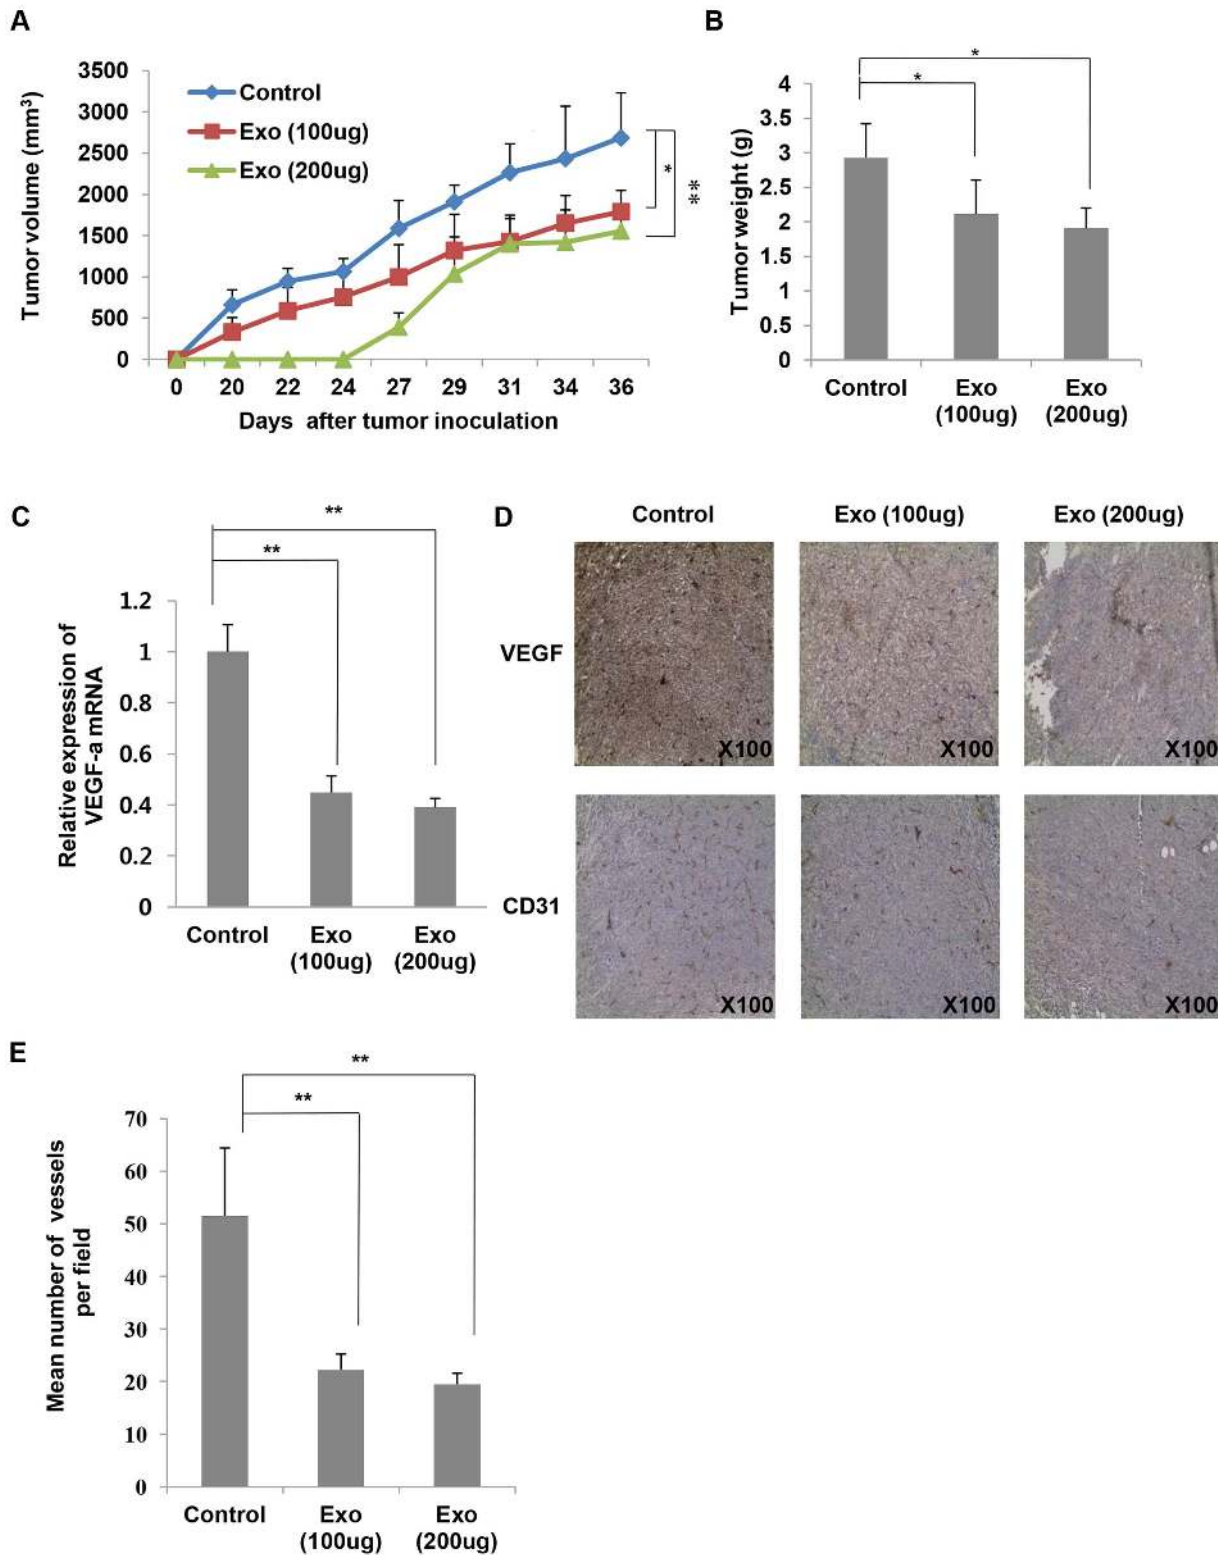 A
3500
3000
2500
2000
1500
1000
500
0
Tumor volume (mm³)
Control
Exo (100ug)
Exo (200ug)
*
**
0 20 22 24 27 29 31 34 36
Days after tumor inoculation
B
*
*
4
3.5
3
2.5
2
1.5
1
0.5
0
Tumor weight (g)
Control Exo Exo
(100ug) (200ug)
C
**
**
1.2
1
0.8
0.6
0.4
0.2
0
Relative expression of
VEGF-a mRNA
Control Exo Exo
(100ug) (200ug)
D
Control Exo (100ug) Exo (200ug)
VEGF
X100 X100 X100
CD31
X100 X100 X100
E
**
**
70
60
50
40
30
20
10
0
Mean number of vessels
per field
Control Exo Exo
(100ug) (200ug)